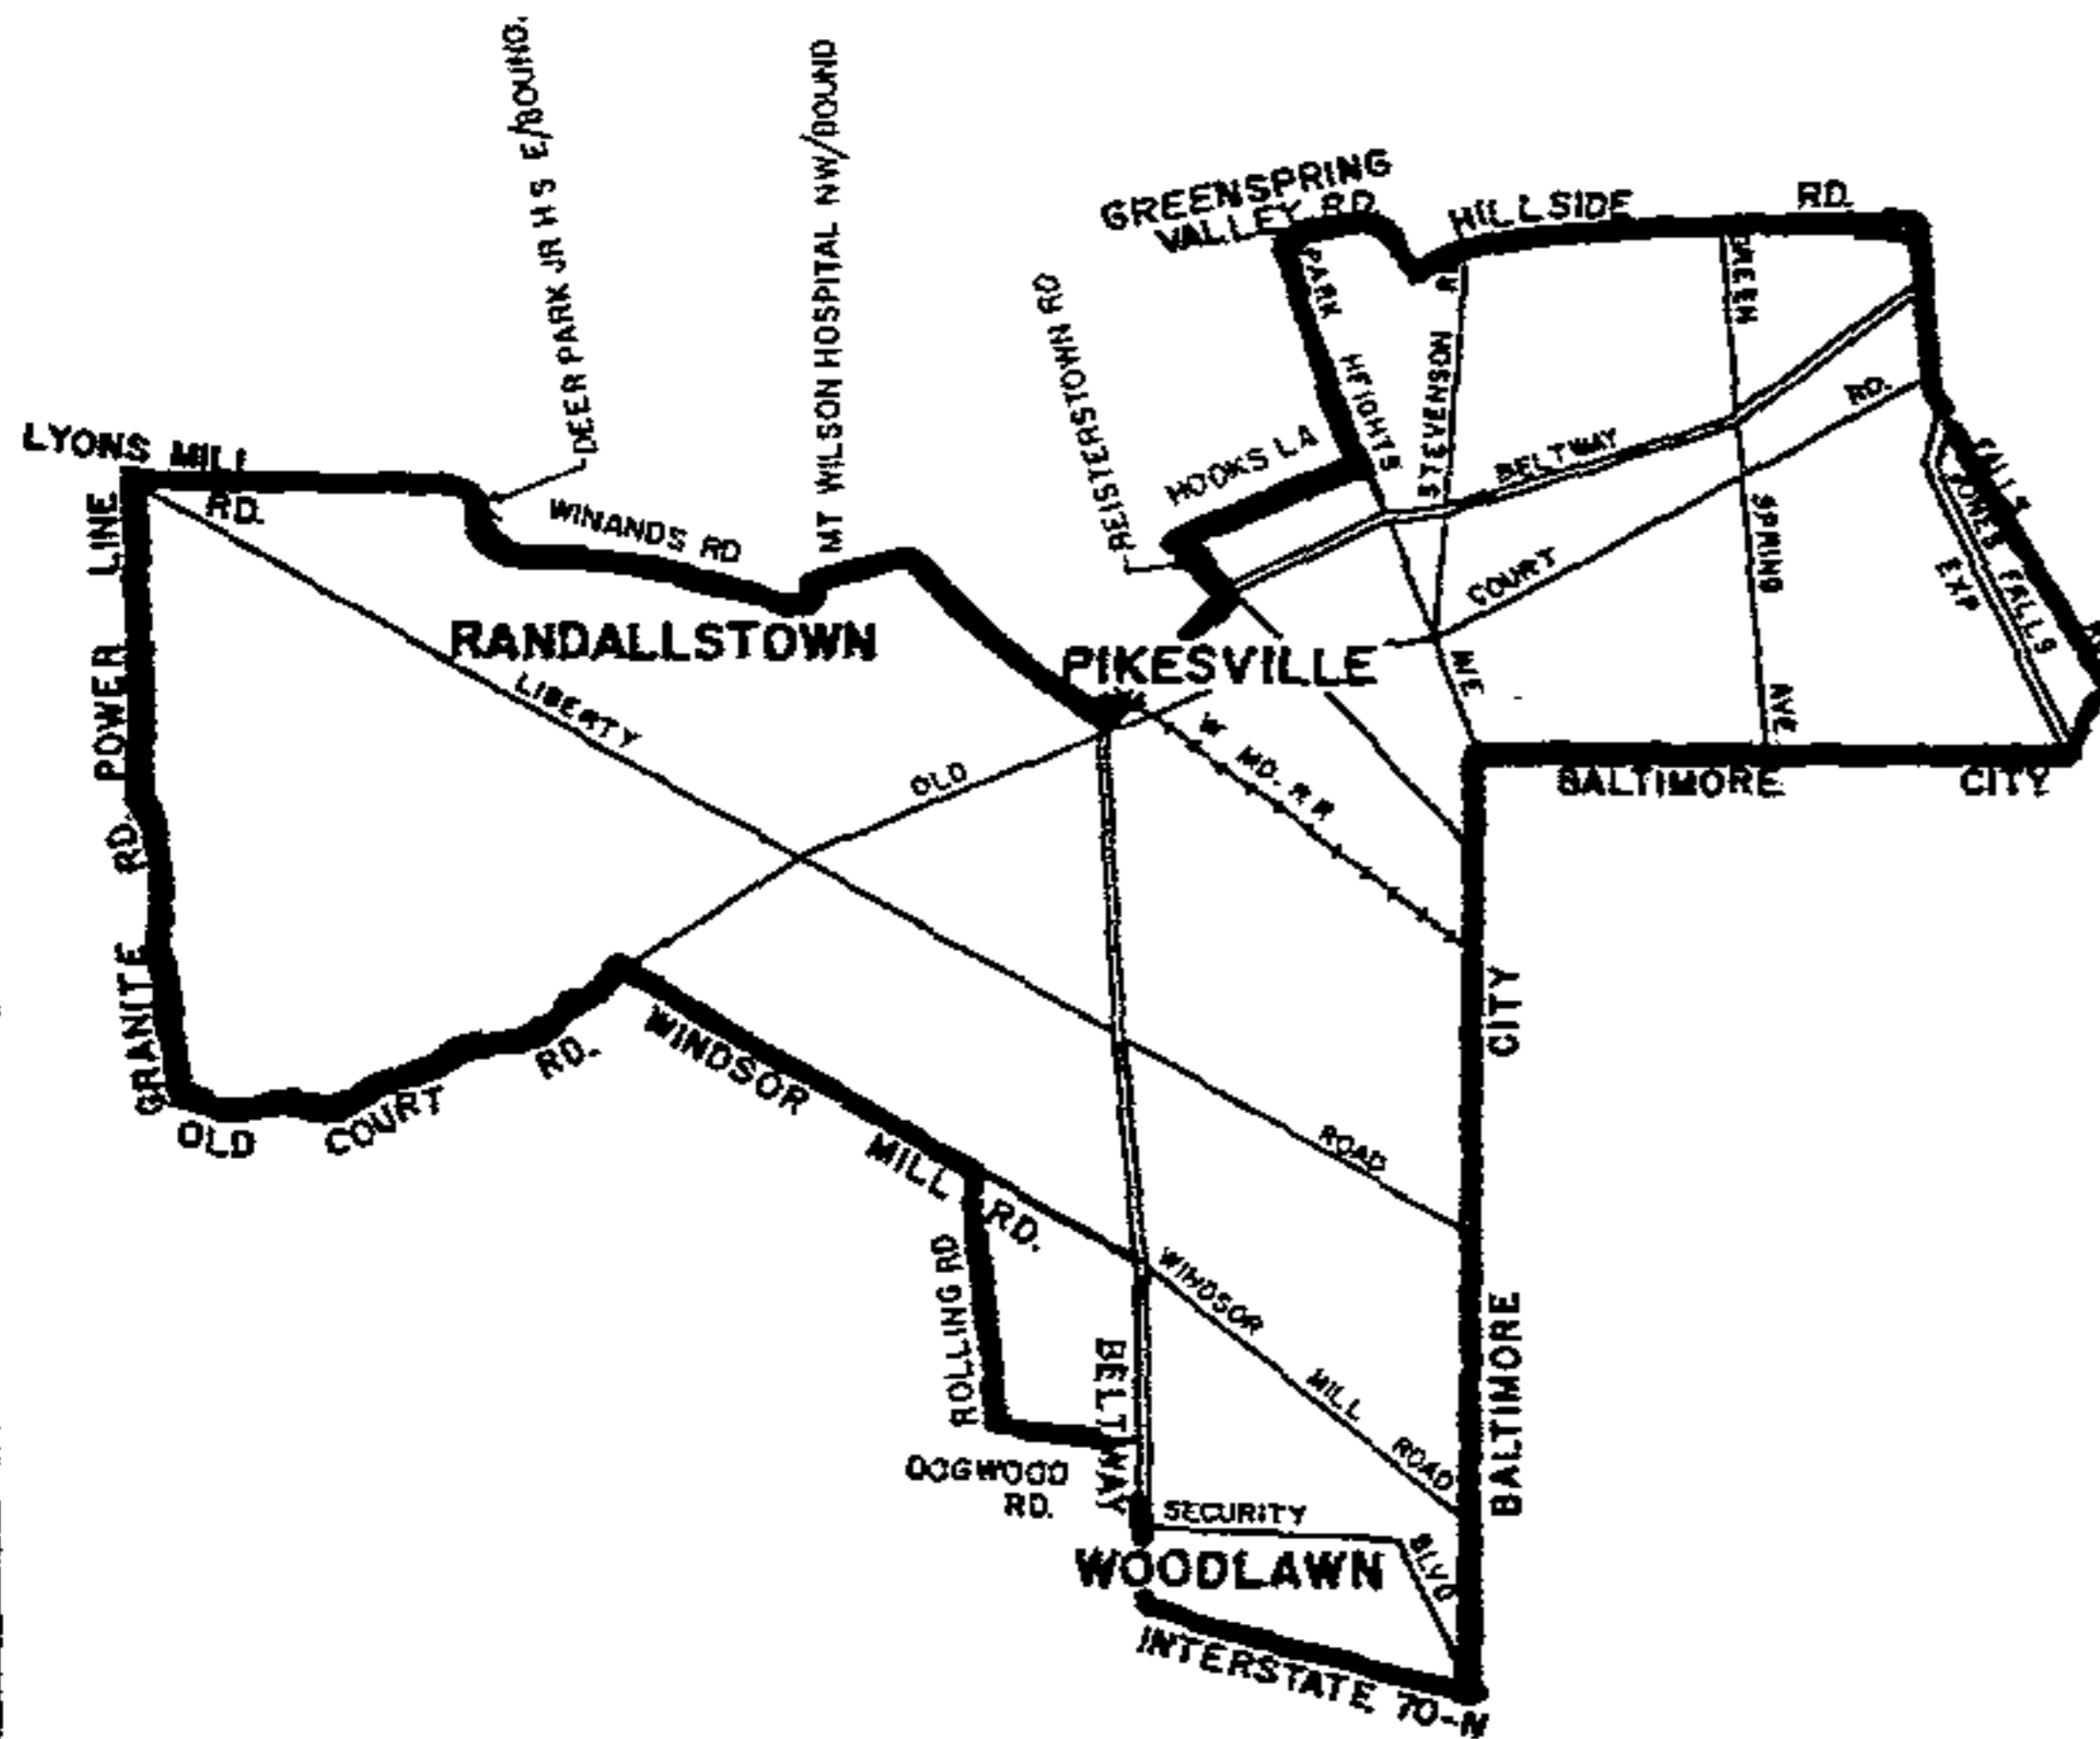 DEER PARK JR H S E/BOUND.
MT WILSON HOSPITAL NW/BOUND
REISTERSTOWN RD
GREENSPRING
VALLEY RD.
HILLSIDE RD.
PARK HEIGHTS AVE
STEVENSON R
GREEN SPRING AVE
HOOKS LA
BELTWAY
COURT RD.
FALLS
JONES FALLS
EXP
LYONS MILL
RD.
WINANDS RD
POWER LINE
RANDALLSTOWN
PIKESVILLE
LIBERTY ROAD
OLD
W MD. R R
BALTIMORE CITY
GRANITE RD.
OLD COURT RD.
WINDSOR MILL RD.
ROLLING RD
DOGWOOD
RD.
BELTWAY
WINDSOR MILL ROAD
BALTIMORE CITY
SECURITY BLVD
WOODLAWN
INTERSTATE 70-N